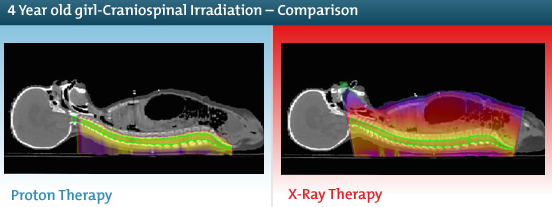 4 Year old girl-Craniospinal Irradiation – Comparison
Proton Therapy
X-Ray Therapy